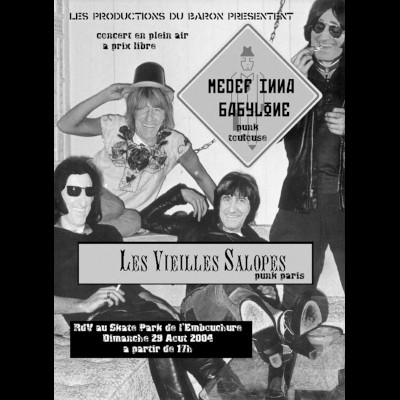 LES PRODUCTIONS DU BARON PRESENTENT
concert en plein air
a prix libre
MEDEF INNA
BABYLONE
punk
toulouse
LES VIEILLES SALOPES
punk paris
RdV au Skate Park de l'Embouchure
Dimanche 29 Aout 2004
a partir de 17h